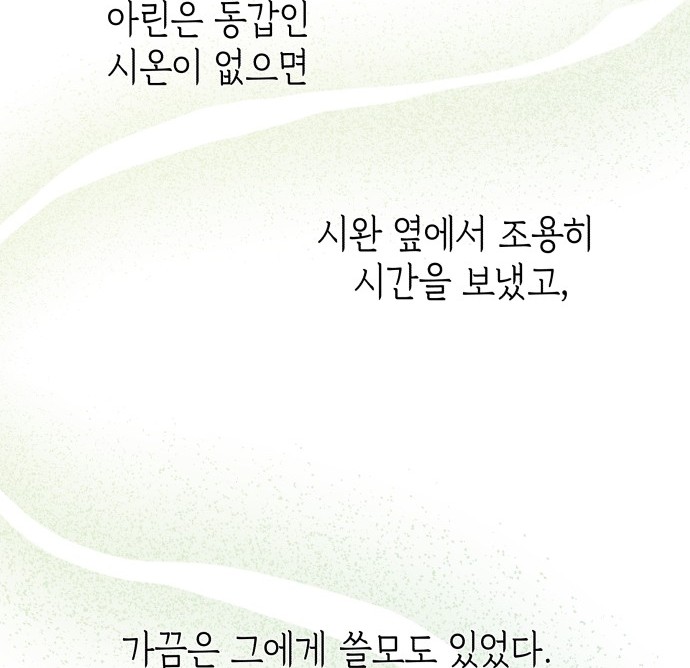 아린은 동갑인
시온이 없으면
시완 옆에서 조용히
시간을 보냈고,
가끔은 그에게 쓸모도 있었다.